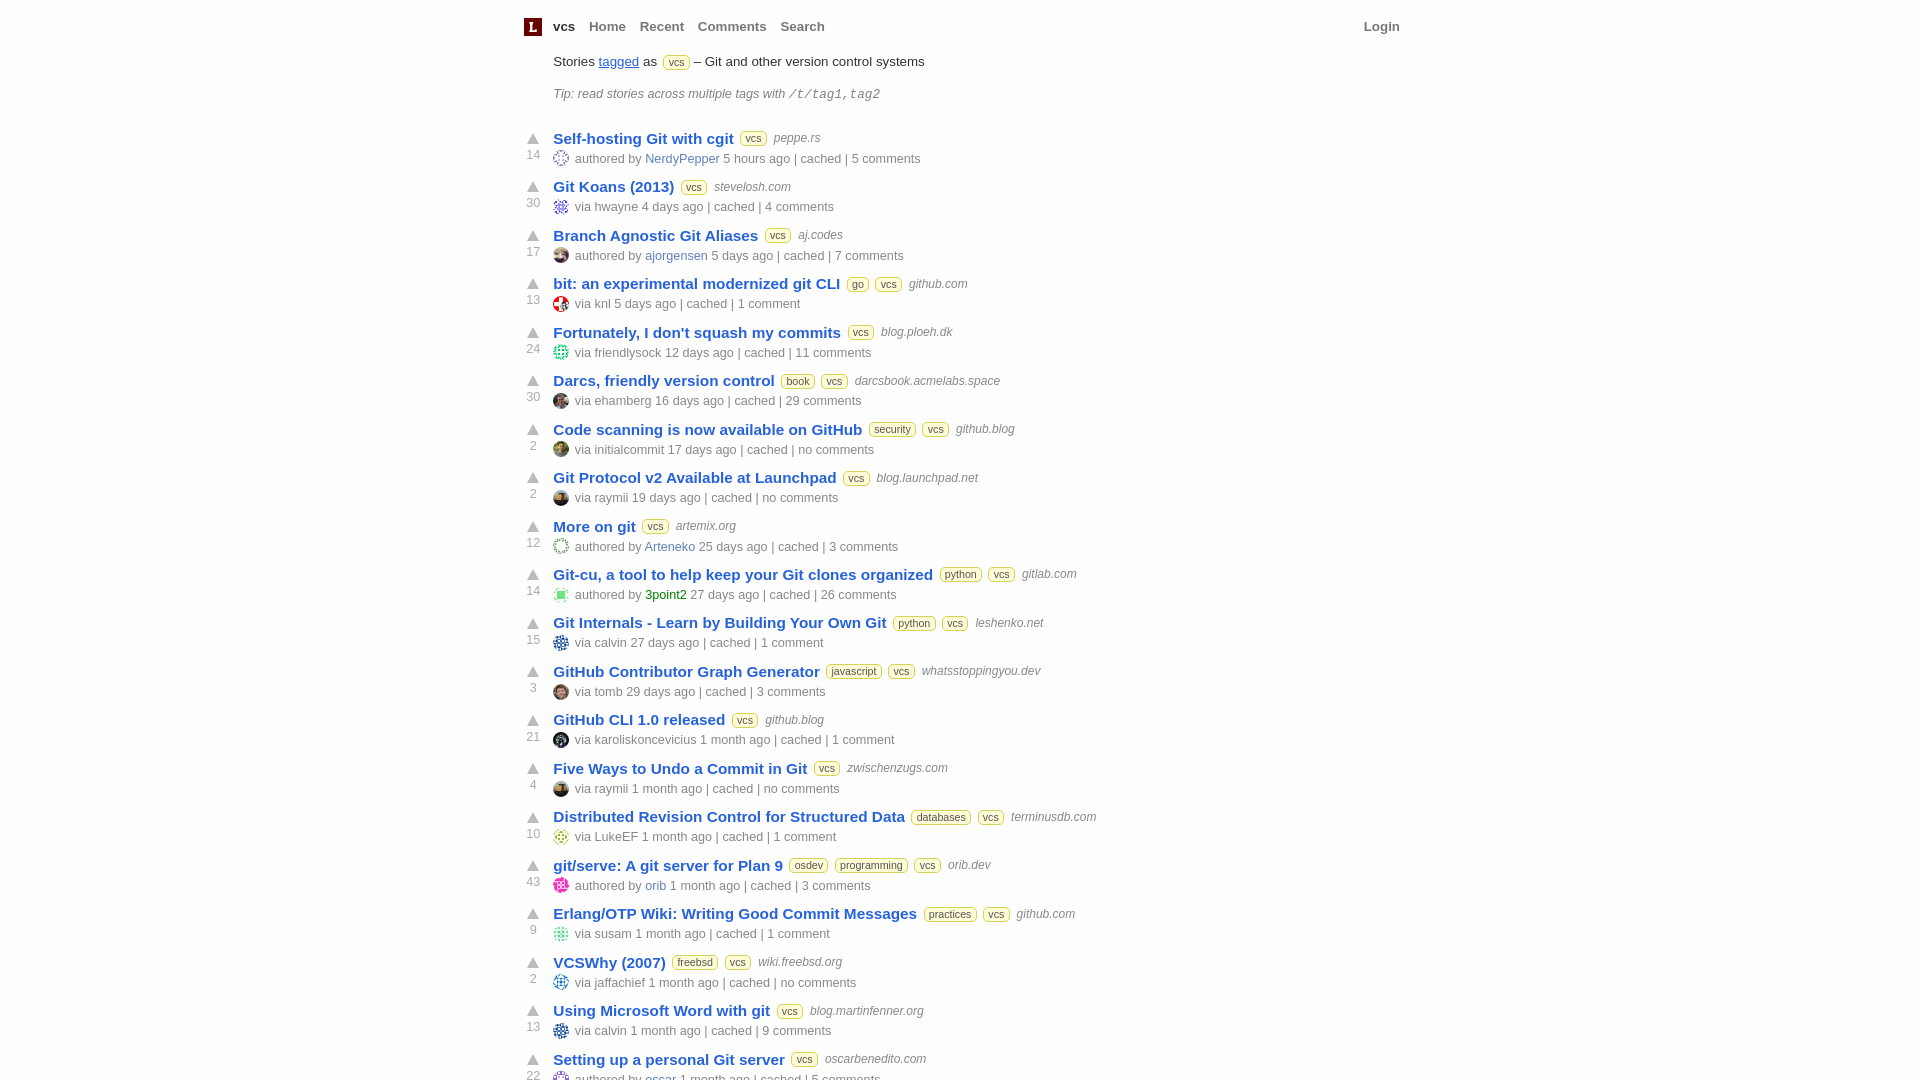 L vcs Home Recent Comments Search Login
Stories tagged as vcs – Git and other version control systems
Tip: read stories across multiple tags with /t/tag1,tag2
Self-hosting Git with cgit vcs peppe.rs
14 authored by NerdyPepper 5 hours ago | cached | 5 comments
Git Koans (2013) vcs stevelosh.com
30 via hwayne 4 days ago | cached | 4 comments
Branch Agnostic Git Aliases vcs aj.codes
17 authored by ajorgensen 5 days ago | cached | 7 comments
bit: an experimental modernized git CLI go vcs github.com
13 via knl 5 days ago | cached | 1 comment
Fortunately, I don't squash my commits vcs blog.ploeh.dk
24 via friendlysock 12 days ago | cached | 11 comments
Darcs, friendly version control book vcs darcsbook.acmelabs.space
30 via ehamberg 16 days ago | cached | 29 comments
Code scanning is now available on GitHub security vcs github.blog
2 via initialcommit 17 days ago | cached | no comments
Git Protocol v2 Available at Launchpad vcs blog.launchpad.net
2 via raymii 19 days ago | cached | no comments
More on git vcs artemix.org
12 authored by Arteneko 25 days ago | cached | 3 comments
Git-cu, a tool to help keep your Git clones organized python vcs gitlab.com
14 authored by 3point2 27 days ago | cached | 26 comments
Git Internals - Learn by Building Your Own Git python vcs leshenko.net
15 via calvin 27 days ago | cached | 1 comment
GitHub Contributor Graph Generator javascript vcs whatsstoppingyou.dev
3 via tomb 29 days ago | cached | 3 comments
GitHub CLI 1.0 released vcs github.blog
21 via karoliskoncevicius 1 month ago | cached | 1 comment
Five Ways to Undo a Commit in Git vcs zwischenzugs.com
4 via raymii 1 month ago | cached | no comments
Distributed Revision Control for Structured Data databases vcs terminusdb.com
10 via LukeEF 1 month ago | cached | 1 comment
git/serve: A git server for Plan 9 osdev programming vcs orib.dev
43 authored by orib 1 month ago | cached | 3 comments
Erlang/OTP Wiki: Writing Good Commit Messages practices vcs github.com
9 via susam 1 month ago | cached | 1 comment
VCSWhy (2007) freebsd vcs wiki.freebsd.org
2 via jaffachief 1 month ago | cached | no comments
Using Microsoft Word with git vcs blog.martinfenner.org
13 via calvin 1 month ago | cached | 9 comments
Setting up a personal Git server vcs oscarbenedito.com
22 authored by oscar 1 month ago | cached | 5 comments